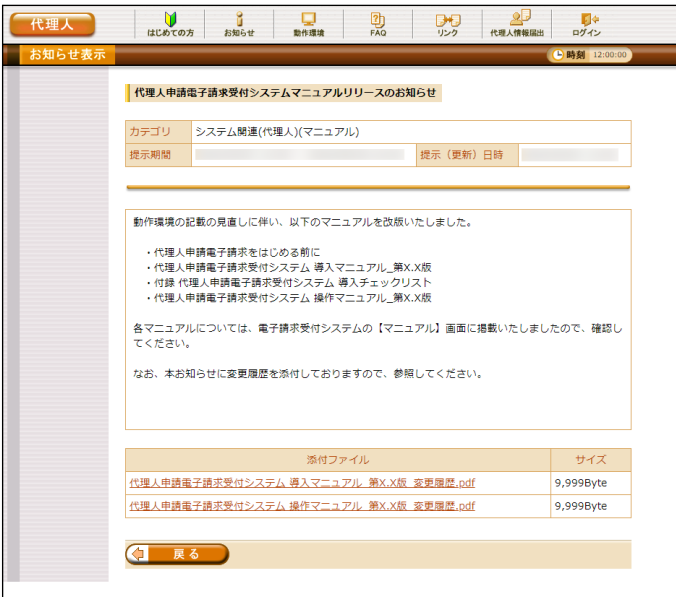 代理人
はじめての方
お知らせ
動作環境
FAQ
リンク
代理人情報届出
ログイン
お知らせ表示
時刻 12:00:00
代理人申請電子請求受付システムマニュアルリリースのお知らせ
カテゴリ システム関連(代理人)(マニュアル)
提示期間 提示（更新）日時
動作環境の記載の見直しに伴い、以下のマニュアルを改版いたしました。
・代理人申請電子請求をはじめる前に
・代理人申請電子請求受付システム 導入マニュアル_第X.X版
・付録 代理人申請電子請求受付システム 導入チェックリスト
・代理人申請電子請求受付システム 操作マニュアル_第X.X版
各マニュアルについては、電子請求受付システムの【マニュアル】画面に掲載いたしましたので、確認し
てください。
なお、本お知らせに変更履歴を添付しておりますので、参照してください。
添付ファイル サイズ
代理人申請電子請求受付システム_導入マニュアル_第X.X版_変更履歴.pdf 9,999Byte
代理人申請電子請求受付システム_操作マニュアル_第X.X版_変更履歴.pdf 9,999Byte
戻る